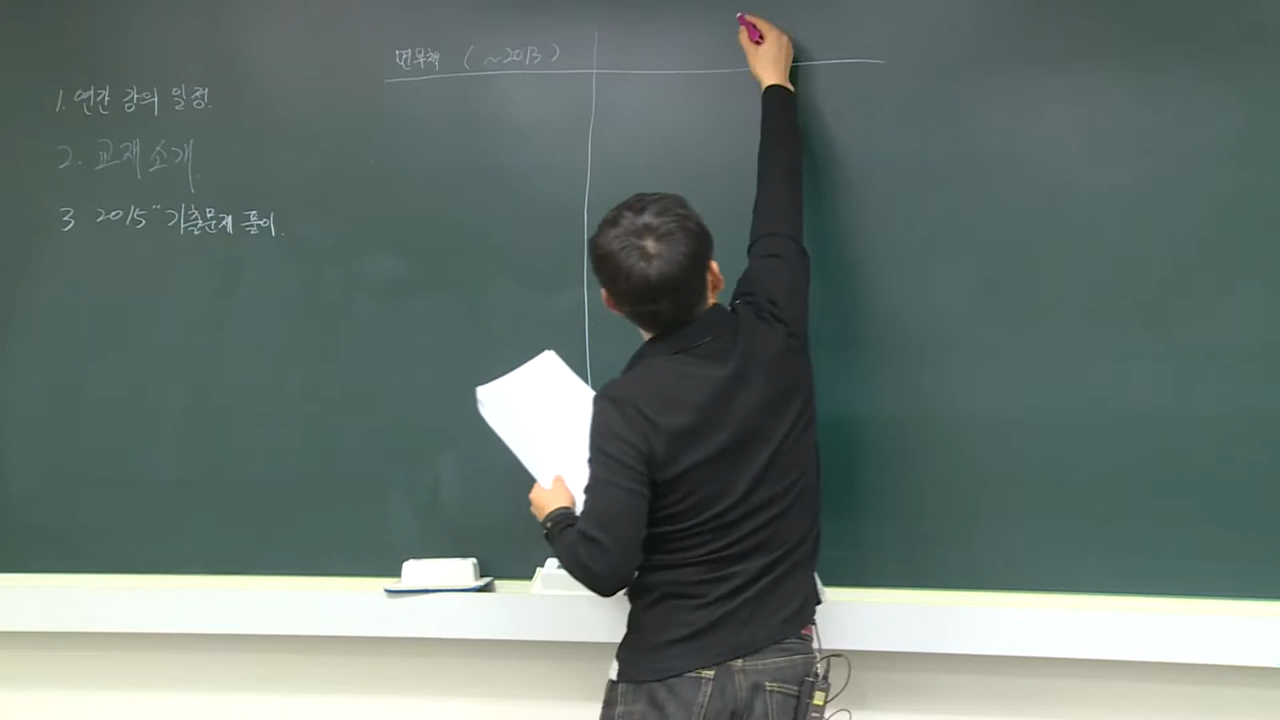 면우책 (~2013)
1. 연간 강의 일정.
2. 교재 소개.
3 2015" 기출문제 풀이.